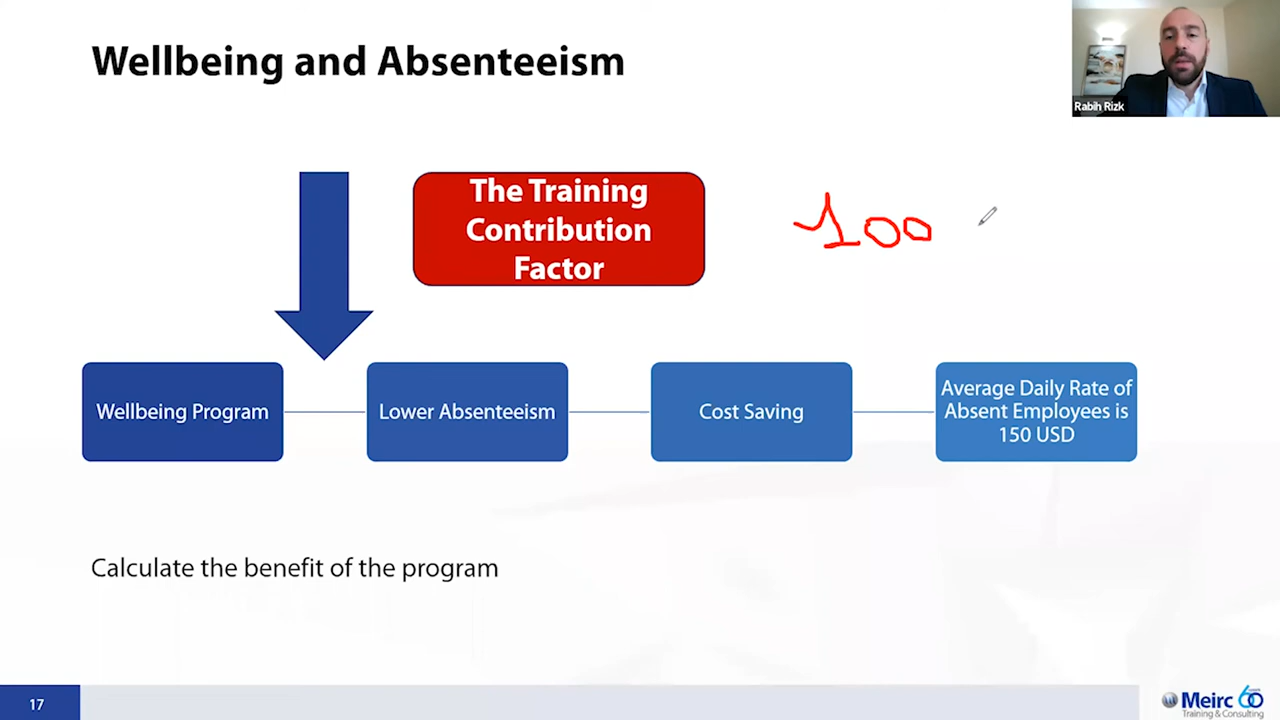 Wellbeing and Absenteeism
Rabih Rizk
The Training
Contribution
Factor
100
Wellbeing Program
Lower Absenteeism
Cost Saving
Average Daily Rate of
Absent Employees is
150 USD
Calculate the benefit of the program
17
Meirc 60
Training & Consulting